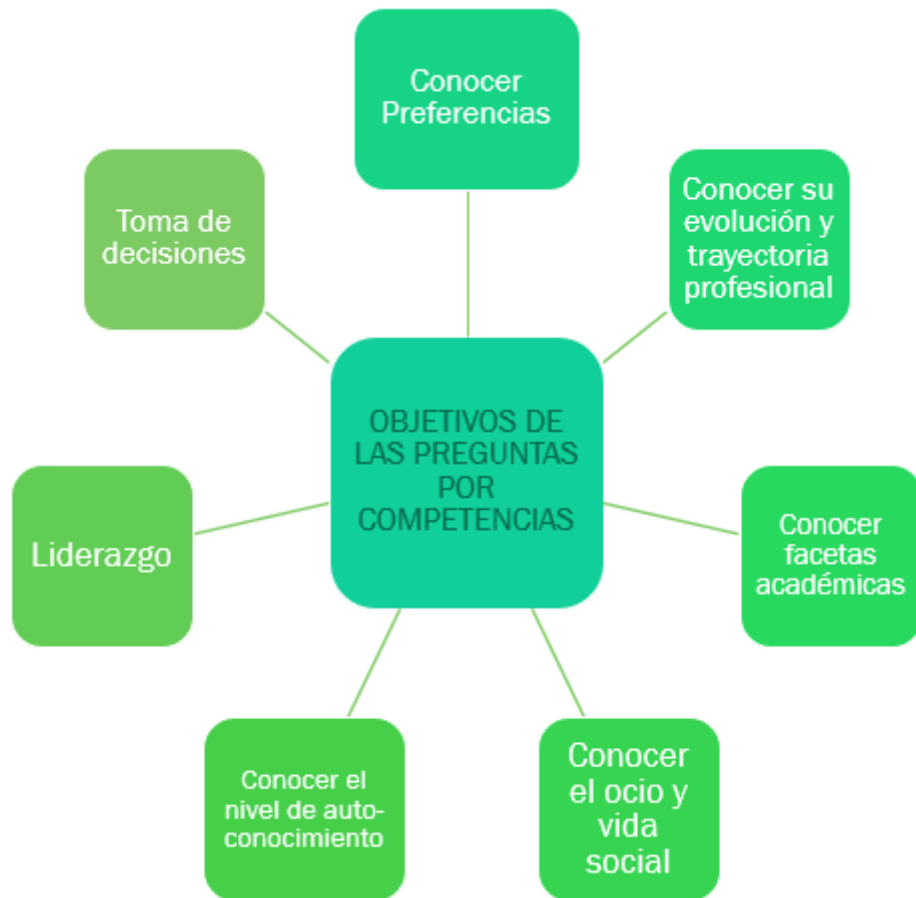 Conocer
Preferencias
Conocer su
evolución y
trayectoria
profesional
Conocer
facetas
académicas
Conocer
el ocio y
vida
social
Conocer el
nivel de auto-
conocimiento
Liderazgo
Toma de
decisiones
OBJETIVOS DE
LAS PREGUNTAS
POR
COMPETENCIAS